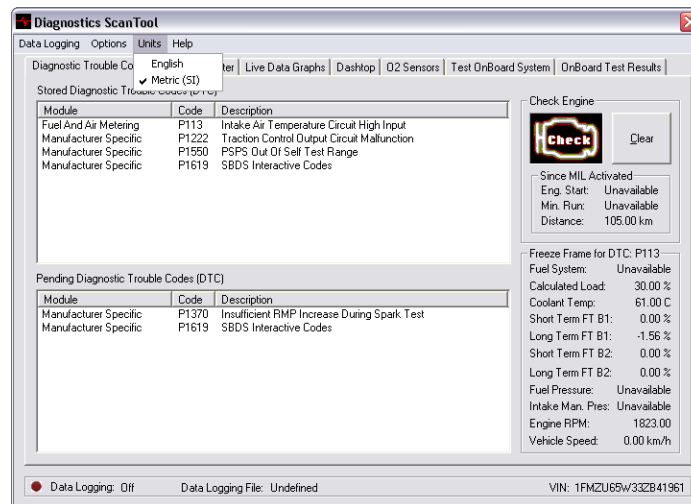 Diagnostics ScanTool
Data Logging Options Units Help
English
Metric (SI)
Diagnostic Trouble Co ter Live Data Graphs Dashtop O2 Sensors Test OnBoard System OnBoard Test Results
Stored Diagnostic Trouble Codes (DTC)
Module Code Description
Fuel And Air Metering P113 Intake Air Temperature Circuit High Input
Manufacturer Specific P1222 Traction Control Output Circuit Malfunction
Manufacturer Specific P1550 PSPS Out Of Self Test Range
Manufacturer Specific P1619 SBDS Interactive Codes
Check Engine
Check
Clear
Since MIL Activated
Eng. Start: Unavailable
Min. Run: Unavailable
Distance: 105.00 km
Pending Diagnostic Trouble Codes (DTC)
Module Code Description
Manufacturer Specific P1370 Insufficient RMP Increase During Spark Test
Manufacturer Specific P1619 SBDS Interactive Codes
Freeze Frame for DTC: P113
Fuel System: Unavailable
Calculated Load: 30.00 %
Coolant Temp: 61.00 C
Short Term FT B1: 0.00 %
Long Term FT B1: -1.56 %
Short Term FT B2: 0.00 %
Long Term FT B2: 0.00 %
Fuel Pressure: Unavailable
Intake Man. Pres: Unavailable
Engine RPM: 1823.00
Vehicle Speed: 0.00 km/h
Data Logging: Off Data Logging File: Undefined VIN: 1FMZU65W33ZB41961